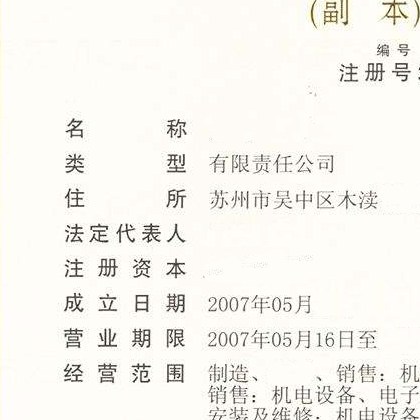 (副 本)
编 号
注 册 号
名 称
类 型 有限责任公司
住 所 苏州市吴中区木渎
法定代表人
注 册 资 本
成 立 日 期 2007年05月
营 业 期 限 2007年05月16日至
经 营 范 围 制造、 、销售：机
销售：机电设备、电子
安装及维修；机电设备